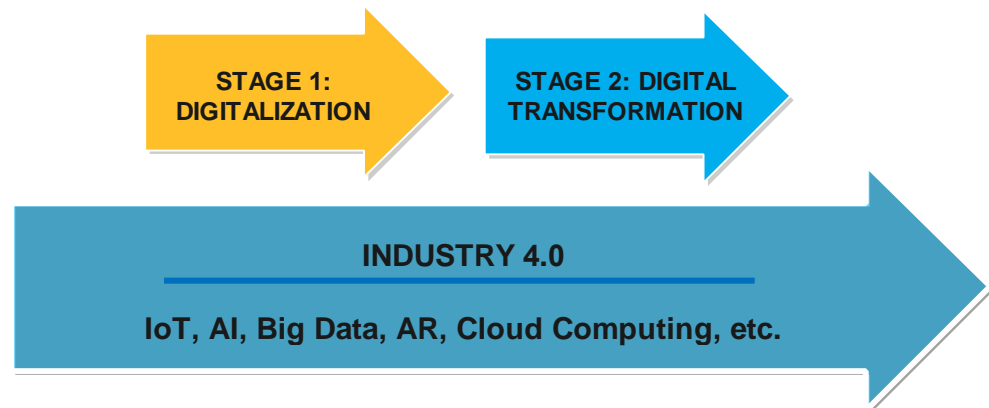 STAGE 1:
DIGITALIZATION
STAGE 2: DIGITAL
TRANSFORMATION
INDUSTRY 4.0
IoT, AI, Big Data, AR, Cloud Computing, etc.